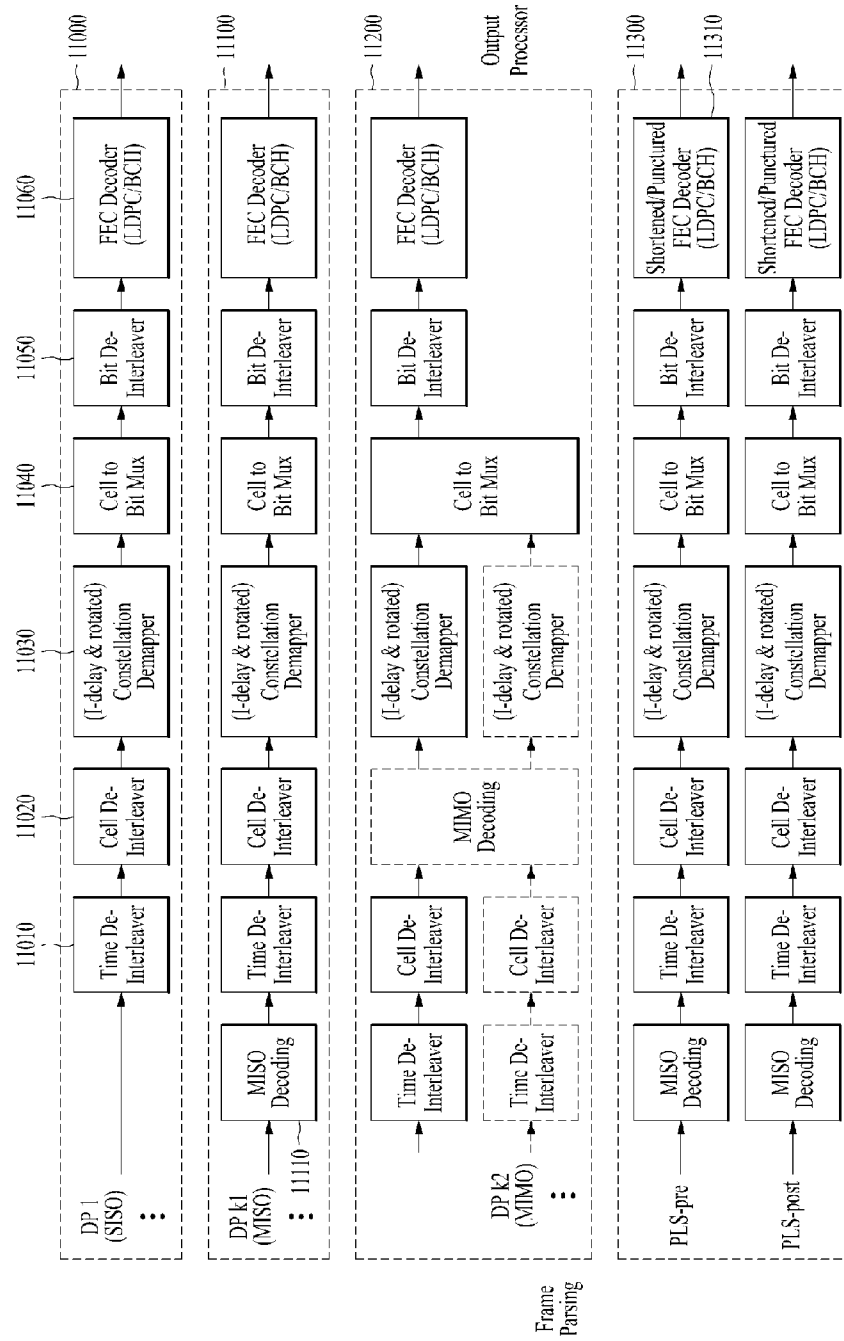 11000
11010
11020
11030
11040
11050
11060
DP 1
(SISO)
Time De-
Interleaver
Cell De-
Interleaver
(I-delay & rotated)
Constellation
Demapper
Cell to
Bit Mux
Bit De-
Interleaver
FEC Decoder
(LDPC/BCH)
11100
DP k1
(MISO)
11110
MISO
Decoding
Time De-
Interleaver
Cell De-
Interleaver
(I-delay & rotated)
Constellation
Demapper
Cell to
Bit Mux
Bit De-
Interleaver
FEC Decoder
(LDPC/BCH)
11200
Frame
Parsing
DP k2
(MIMO)
Time De-
Interleaver
Cell De-
Interleaver
Time De-
Interleaver
Cell De-
Interleaver
MIMO
Decoding
(I-delay & rotated)
Constellation
Demapper
(I-delay & rotated)
Constellation
Demapper
Cell to
Bit Mux
Bit De-
Interleaver
FEC Decoder
(LDPC/BCH)
Output
Processor
11300
PLS-pre
MISO
Decoding
Time De-
Interleaver
Cell De-
Interleaver
(I-delay & rotated)
Constellation
Demapper
Cell to
Bit Mux
Bit De-
Interleaver
Shortened/Punctured
FEC Decoder
(LDPC/BCH)
11310
PLS-post
MISO
Decoding
Time De-
Interleaver
Cell De-
Interleaver
(I-delay & rotated)
Constellation
Demapper
Cell to
Bit Mux
Bit De-
Interleaver
Shortened/Punctured
FEC Decoder
(LDPC/BCH)